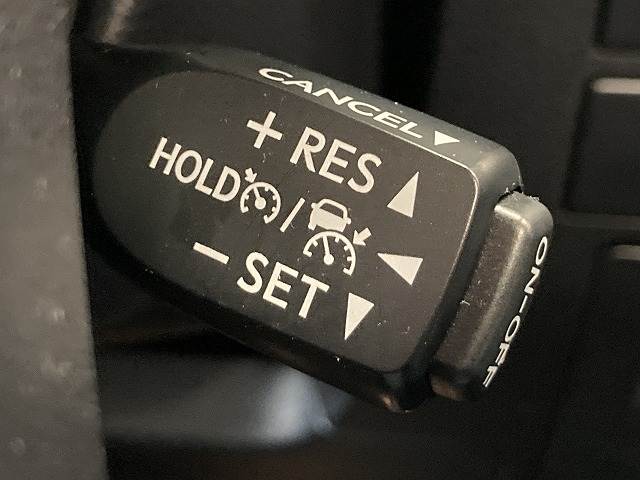 CANCEL
+ RES
HOLD /
− SET
ON-OFF